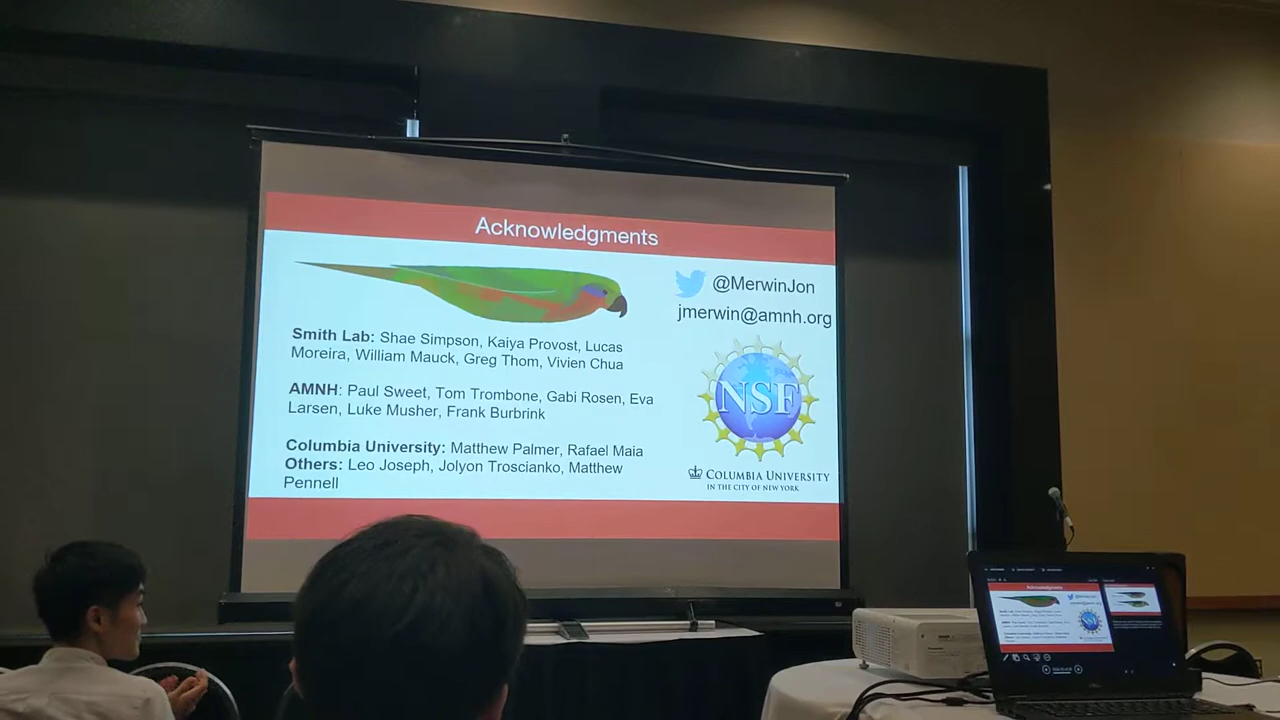 Acknowledgments
@MerwinJon
jmerwin@amnh.org
Smith Lab: Shae Simpson, Kaiya Provost, Lucas
Moreira, William Mauck, Greg Thom, Vivien Chua
AMNH: Paul Sweet, Tom Trombone, Gabi Rosen, Eva
Larsen, Luke Musher, Frank Burbrink
Columbia University: Matthew Palmer, Rafael Maia
Others: Leo Joseph, Jolyon Troscianko, Matthew
Pennell
NSF
COLUMBIA UNIVERSITY
IN THE CITY OF NEW YORK
Acknowledgments